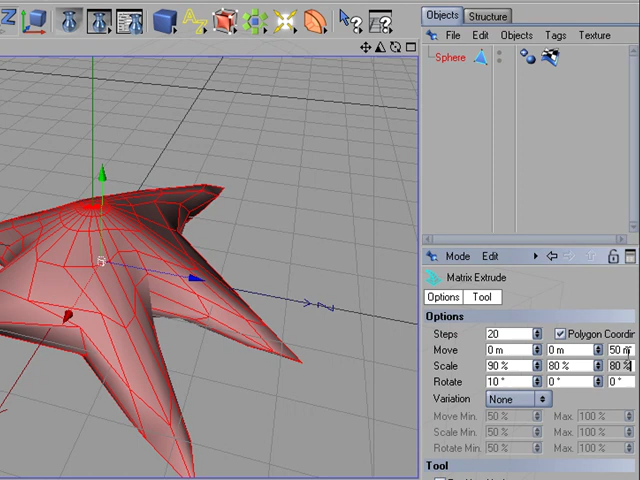 Objects Structure
File Edit Objects Tags Texture
Sphere
Mode Edit
Matrix Extrude
Options Tool
Options
Steps 20 Polygon Coordin
Move 0 m 0 m 50 m
Scale 90 % 80 % 80 %
Rotate 10 ° 0 ° 0 °
Variation None
Move Min. 50 % Max. 100 %
Scale Min. 50 % Max. 100 %
Rotate Min. 50 % Max. 100 %
Tool